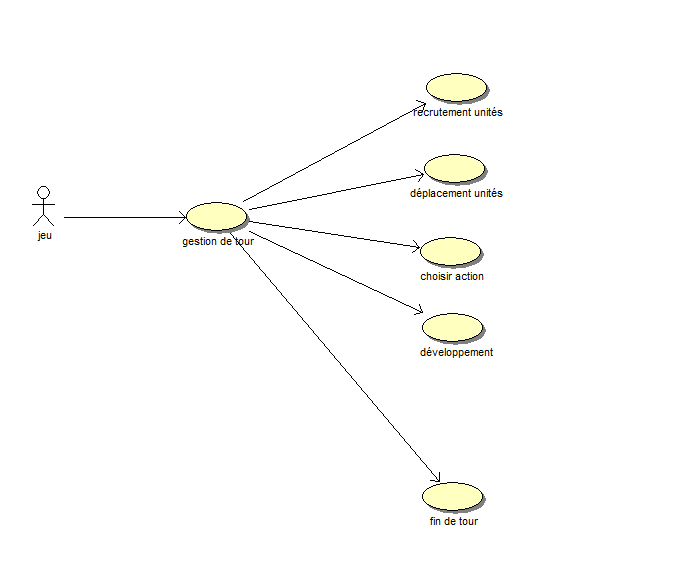 recrutement unités
déplacement unités
jeu
gestion de tour
choisir action
développement
fin de tour